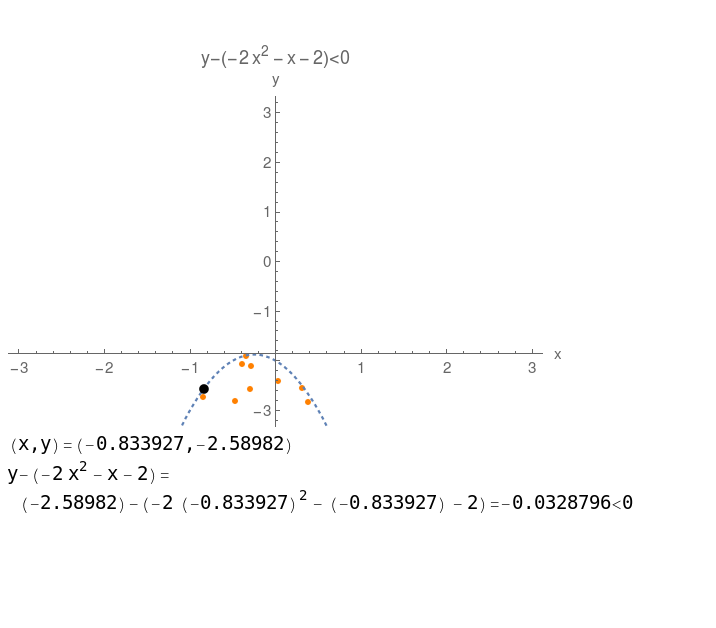 y−(−2 x² − x − 2)<0
y
3
2
1
0
−1
x
−3 −2 −1 1 2 3
−3
(x,y)=(−0.833927,−2.58982)
y−(−2 x² − x − 2)=
(−2.58982)−(−2 (−0.833927)² − (−0.833927) − 2)=−0.0328796<0